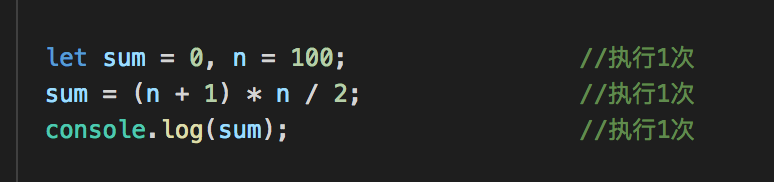 let sum = 0, n = 100; //执行1次
sum = (n + 1) * n / 2; //执行1次
console.log(sum); //执行1次